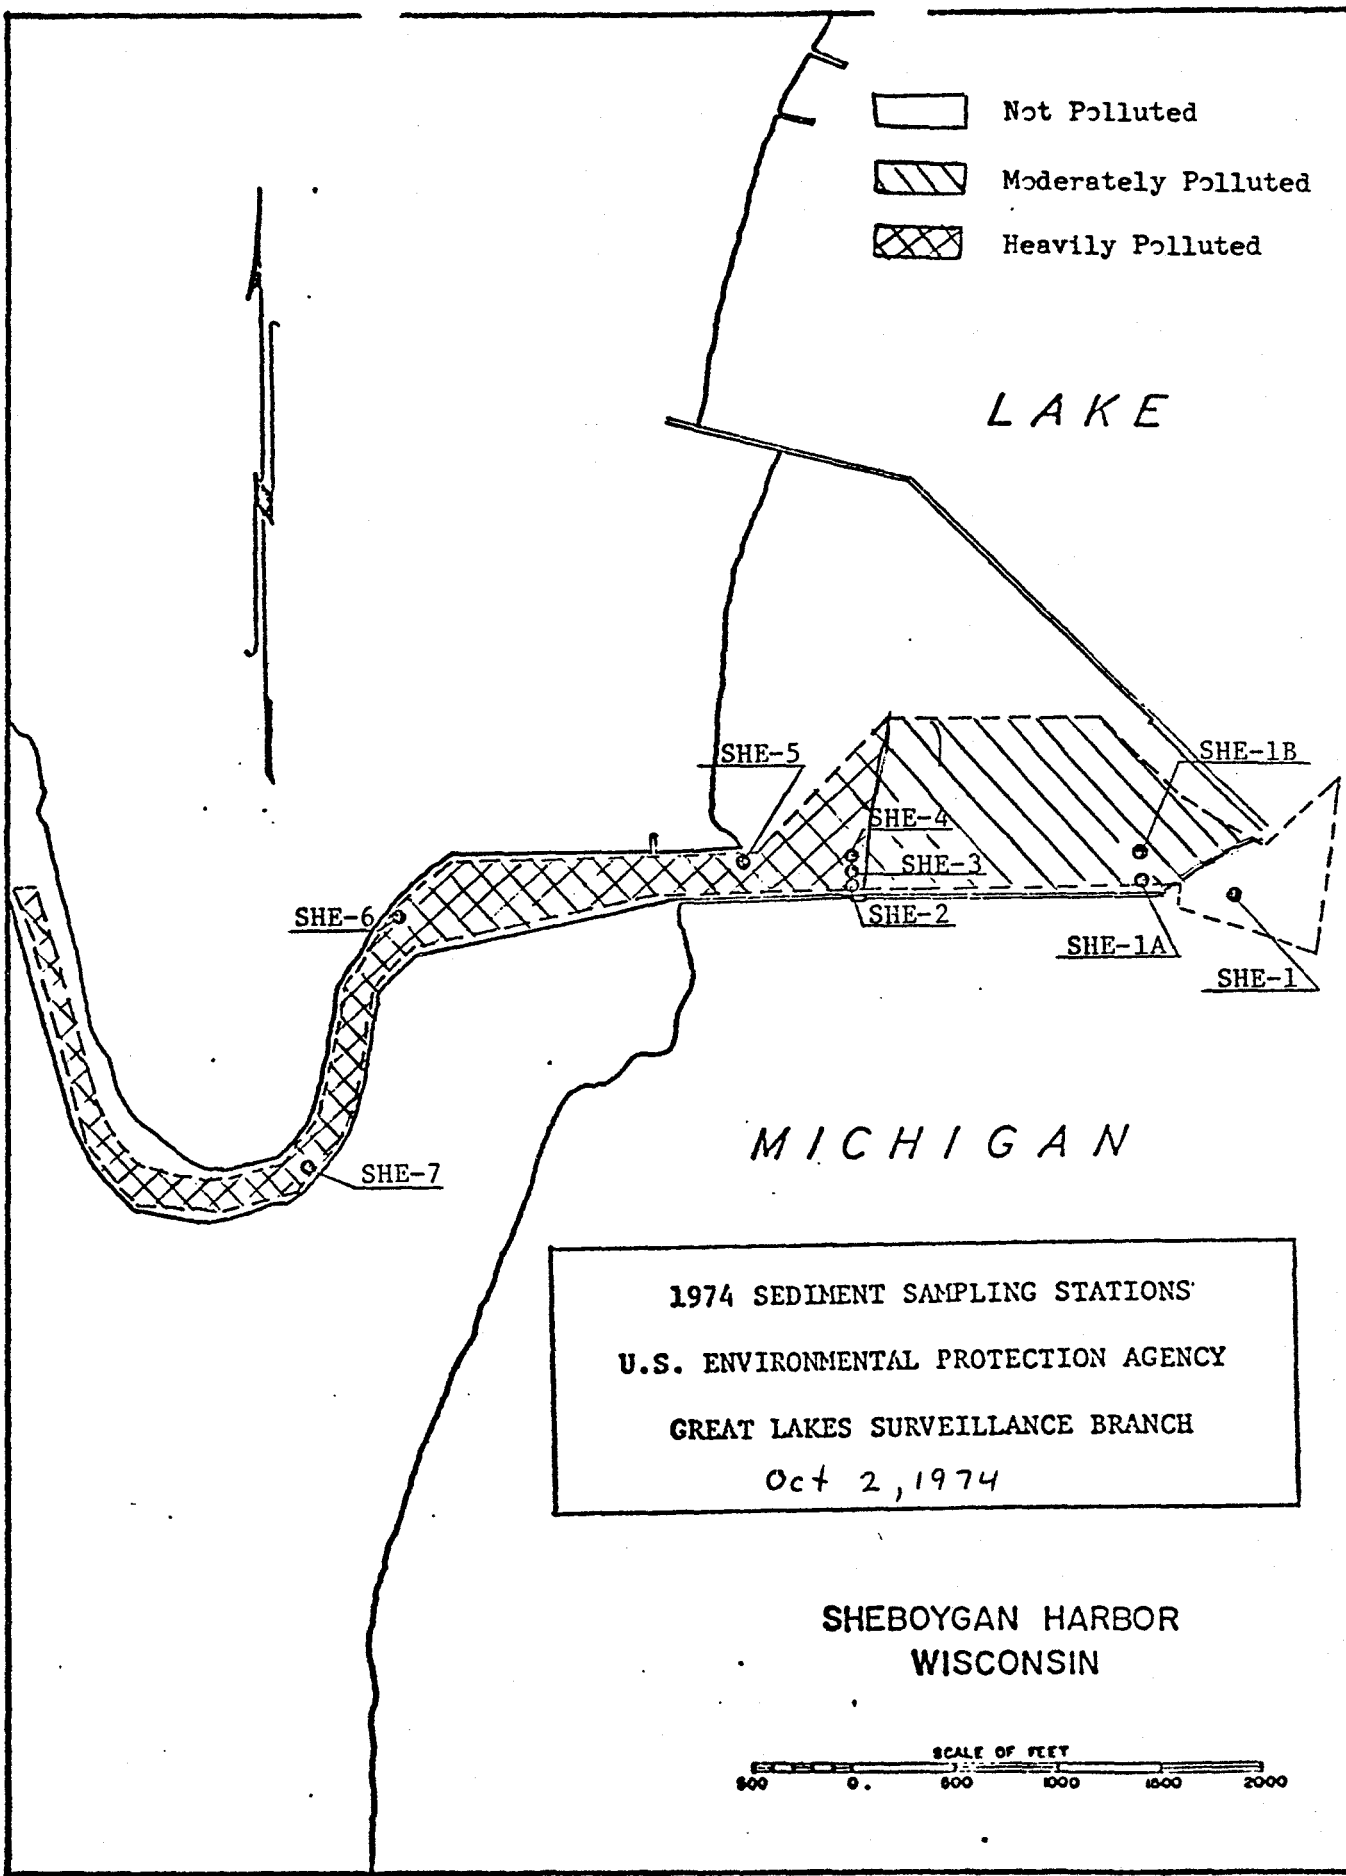 Not Polluted
Moderately Polluted
Heavily Polluted
LAKE
SHE-5
SHE-1B
SHE-4
SHE-3
SHE-6
SHE-2
SHE-1A
SHE-1
MICHIGAN
SHE-7
1974 SEDIMENT SAMPLING STATIONS
U.S. ENVIRONMENTAL PROTECTION AGENCY
GREAT LAKES SURVEILLANCE BRANCH
Oct 2, 1974
SHEBOYGAN HARBOR
WISCONSIN
SCALE OF FEET
500 0. 500 1000 1500 2000